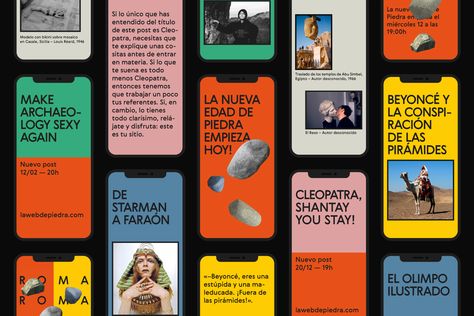 Modelo con bikini sobre mosaico
en Casale, Sicilia – Louis Réard, 1946
MAKE
ARCHAEO-
LOGY SEXY
AGAIN
Nuevo post
12/02 — 20h
lawebdepiedra.com
R O M A
R O M A
Si lo único que has
entendido del título
de este post es Cleo-
patra, necesitas que
te explique unas co-
sitas antes de entrar
en materia. Si lo que
te suena es todo
menos Cleopatra,
entonces tenemos
que trabajar un poco
tus referentes. Si, en
cambio, lo tienes
todo clarísimo, relá-
jate y disfruta: este
es tu sitio.
DE
STARMAN
A FARAÓN
LA NUEVA
EDAD DE
PIEDRA
EMPIEZA
HOY!
«–Beyoncé, eres una
estúpida y una ma-
leducada. ¡Fuera de
las pirámides!».
Traslado de los templos de Abu Simbel,
Egipto – Autor desconocido, 1966
El Beso – Autor desconocido
CLEOPATRA,
SHANTAY
YOU STAY!
Nuevo post
20/12 — 19h
lawebdepiedra.com
La nueva
Piedra
miércoles 12 a
las 19:00h
BEYONCÉ Y
LA CONSPI-
RACIÓN
DE LAS
PIRÁMIDES
EL OLIMPO
ILUSTRADO